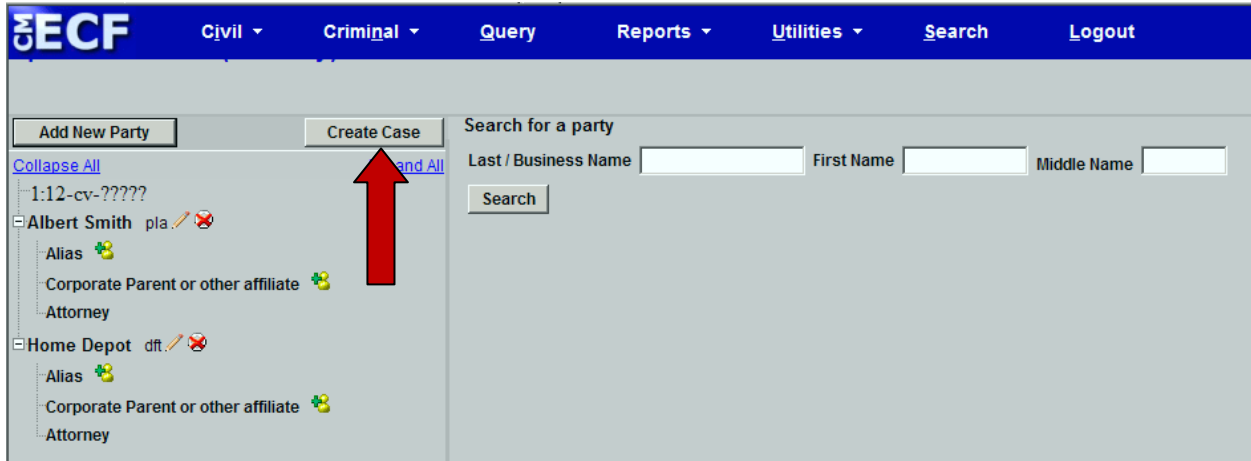 CM ECF Civil Criminal Query Reports Utilities Search Logout
Add New Party Create Case
Collapse All and All
1:12-cv-?????
Albert Smith pla
Alias
Corporate Parent or other affiliate
Attorney
Home Depot dft
Alias
Corporate Parent or other affiliate
Attorney
Search for a party
Last / Business Name First Name Middle Name
Search